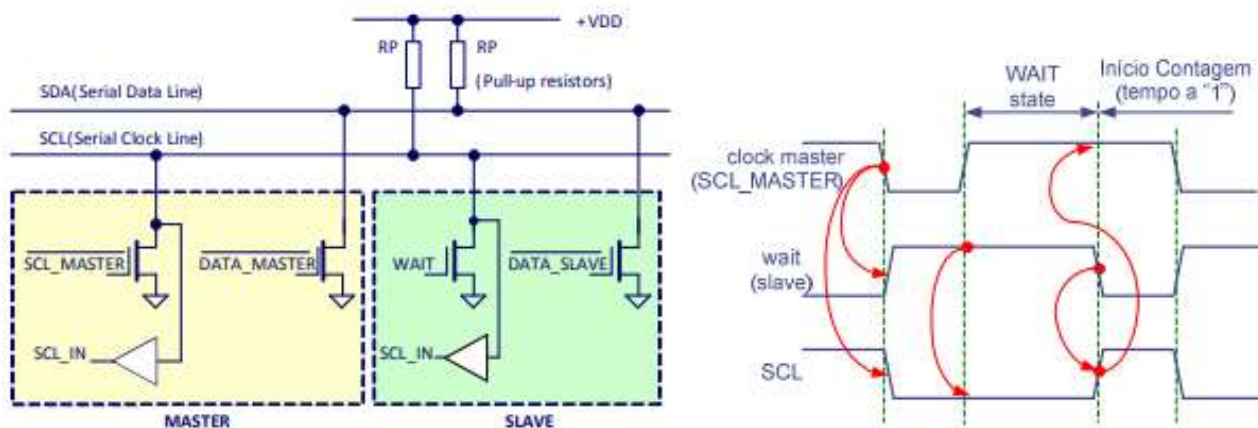 +VDD
RP
RP
(Pull-up resistors)
SDA(Serial Data Line)
SCL(Serial Clock Line)
SCL_MASTER
DATA_MASTER
WAIT
DATA_SLAVE
SCL_IN
SCL_IN
MASTER
SLAVE
WAIT
state
Início Contagem
(tempo a "1")
clock master
(SCL_MASTER)
wait
(slave)
SCL